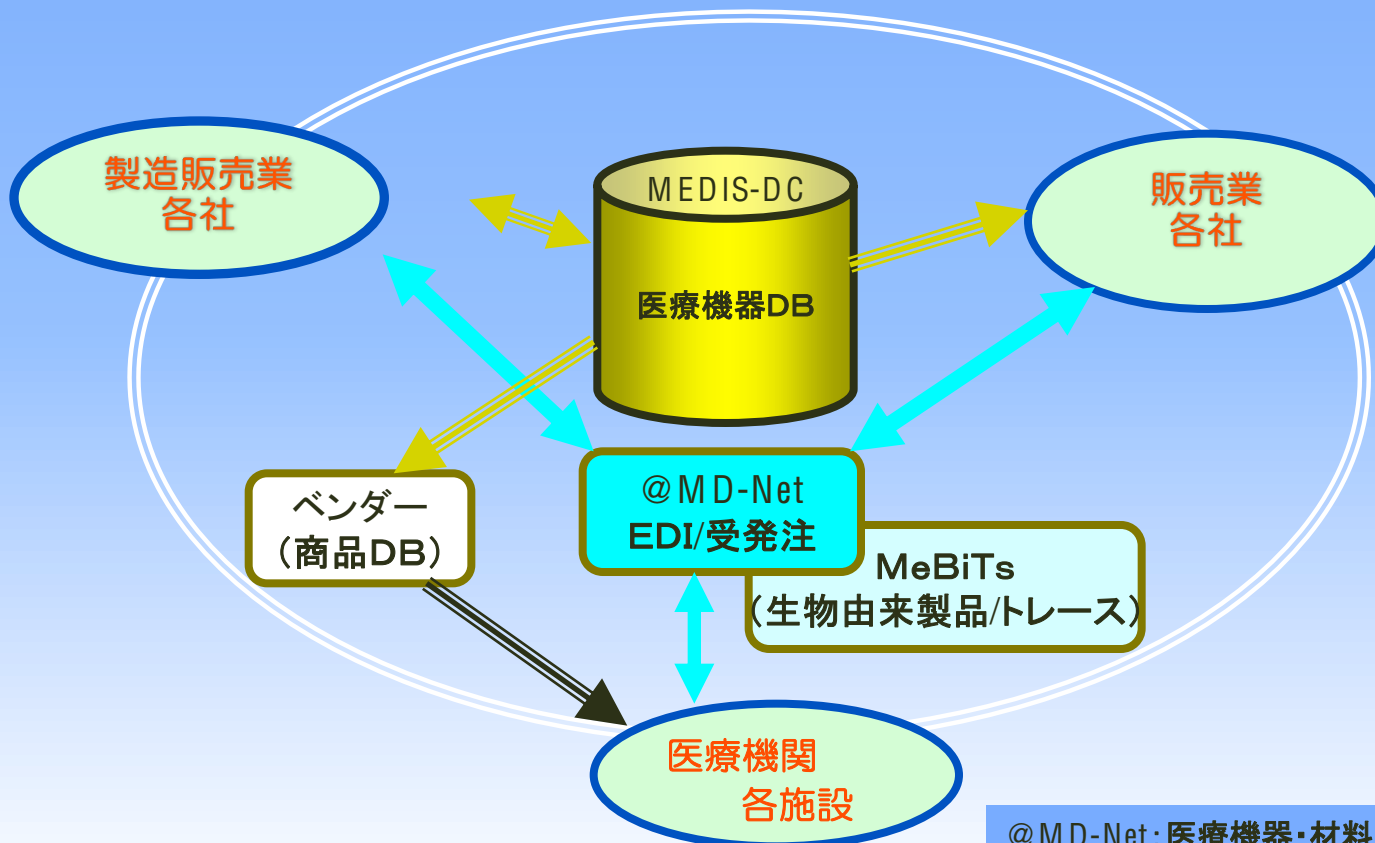 製造販売業
各社
MEDIS-DC
医療機器DB
販売業
各社
ベンダー
（商品DB）
@MD-Net
EDI/受発注
MeBiTs
（生物由来製品/トレース）
医療機関
各施設
@MD-Net：医療機器・材料